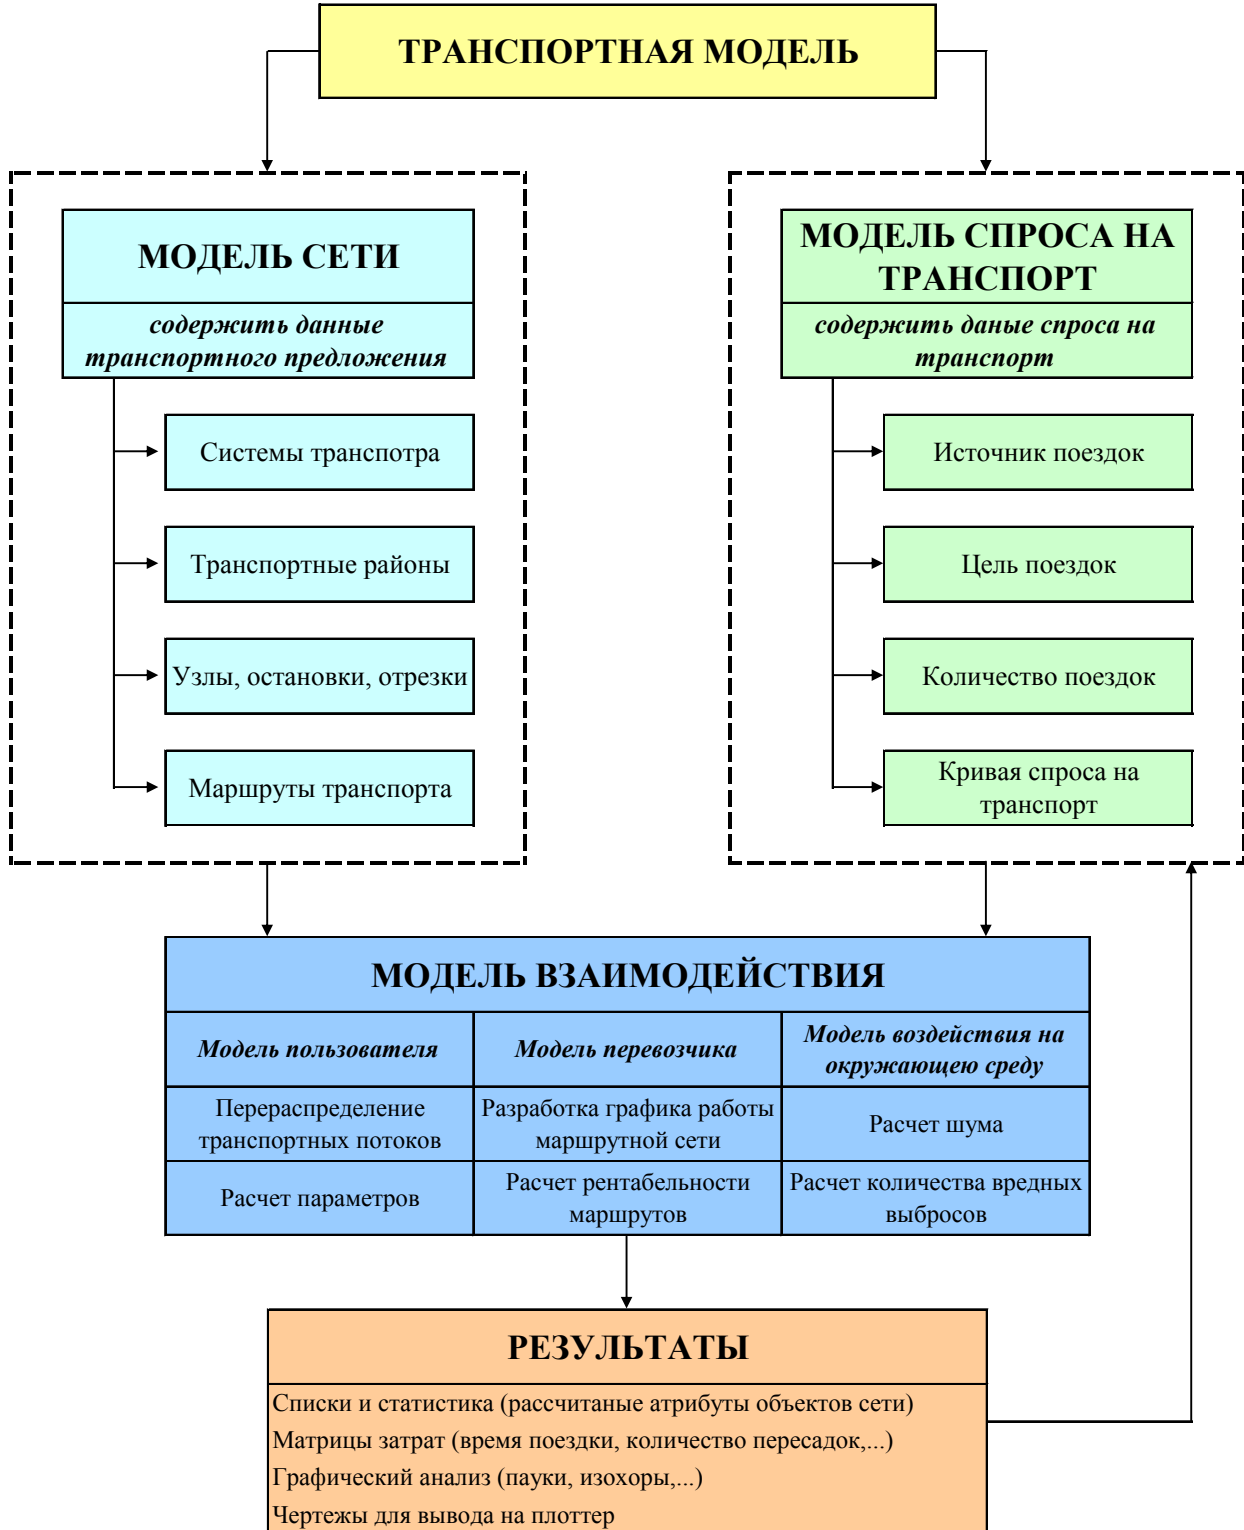 ТРАНСПОРТНАЯ МОДЕЛЬ
МОДЕЛЬ СЕТИ
содержить данные
транспортного предложения
Системы транспотра
Транспортные районы
Узлы, остановки, отрезки
Маршруты транспорта
МОДЕЛЬ СПРОСА НА
ТРАНСПОРТ
содержить даные спроса на
транспорт
Источник поездок
Цель поездок
Количество поездок
Кривая спроса на
транспорт
МОДЕЛЬ ВЗАИМОДЕЙСТВИЯ
Модель пользователя
Модель перевозчика
Модель воздействия на
окружающею среду
Перераспределение
транспортных потоков
Разработка графика работы
маршрутной сети
Расчет шума
Расчет параметров
Расчет рентабельности
маршрутов
Расчет количества вредных
выбросов
РЕЗУЛЬТАТЫ
Списки и статистика (рассчитаные атрибуты объектов сети)
Матрицы затрат (время поездки, количество пересадок,...)
Графический анализ (пауки, изохоры,...)
Чертежы для вывода на плоттер